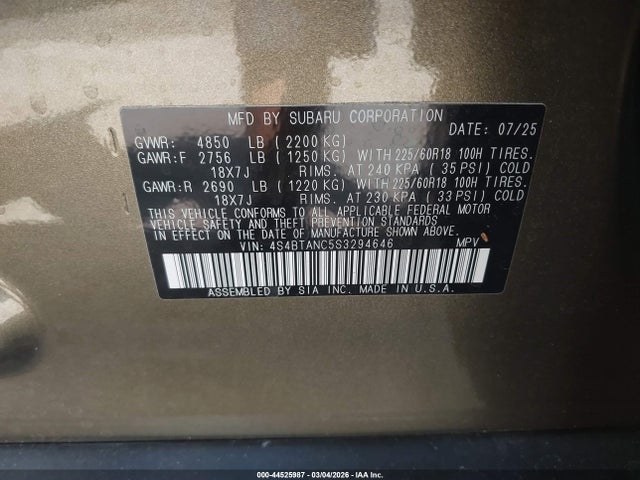 MFD BY SUBARU CORPORATION
DATE: 07/25
GVWR: 4850 LB (2200 KG)
GAWR:F 2756 LB (1250 KG) WITH 225/60R18 100H TIRES.
18X7J RIMS. AT 240 KPA (35 PSI) COLD
GAWR:R 2690 LB (1220 KG) WITH 225/60R18 100H TIRES.
18X7J RIMS. AT 230 KPA (33 PSI) COLD
THIS VEHICLE CONFORMS TO ALL APPLICABLE FEDERAL MOTOR
VEHICLE SAFETY AND THEFT PREVENTION STANDARDS
IN EFFECT ON THE DATE OF MANUFACTURE SHOWN ABOVE.
VIN: 4S4BTANC5S3294646 MPV
ASSEMBLED BY SIA INC. MADE IN U.S.A.
000-44525987 - 03/04/2026 - IAA Inc.